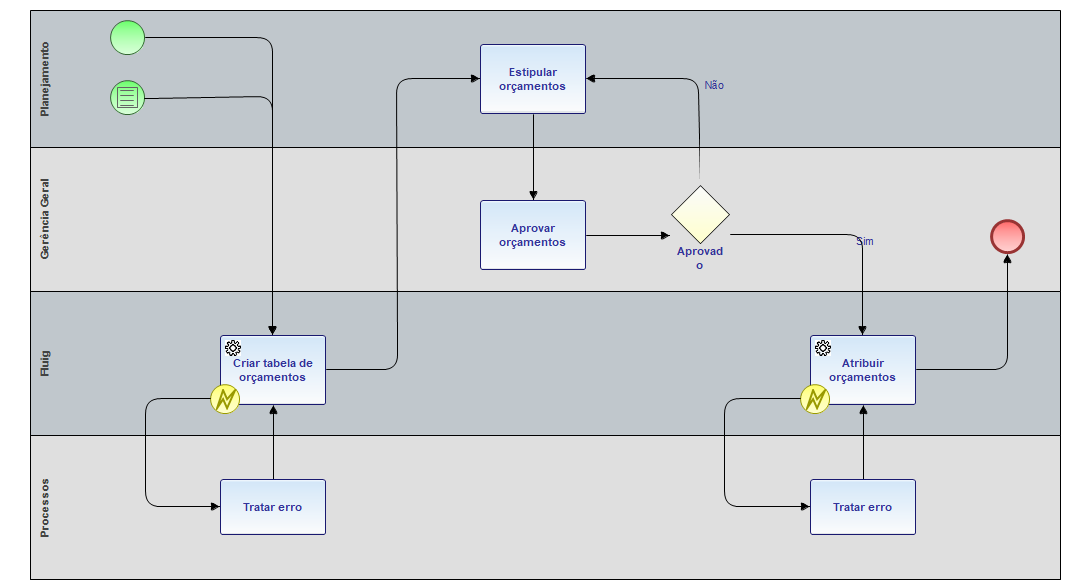 Planejamento
Estipular
orçamentos
Não
Gerência Geral
Aprovar
orçamentos
Aprovad
o
Sim
Fluig
Criar tabela de
orçamentos
Atribuir
orçamentos
Processos
Tratar erro
Tratar erro